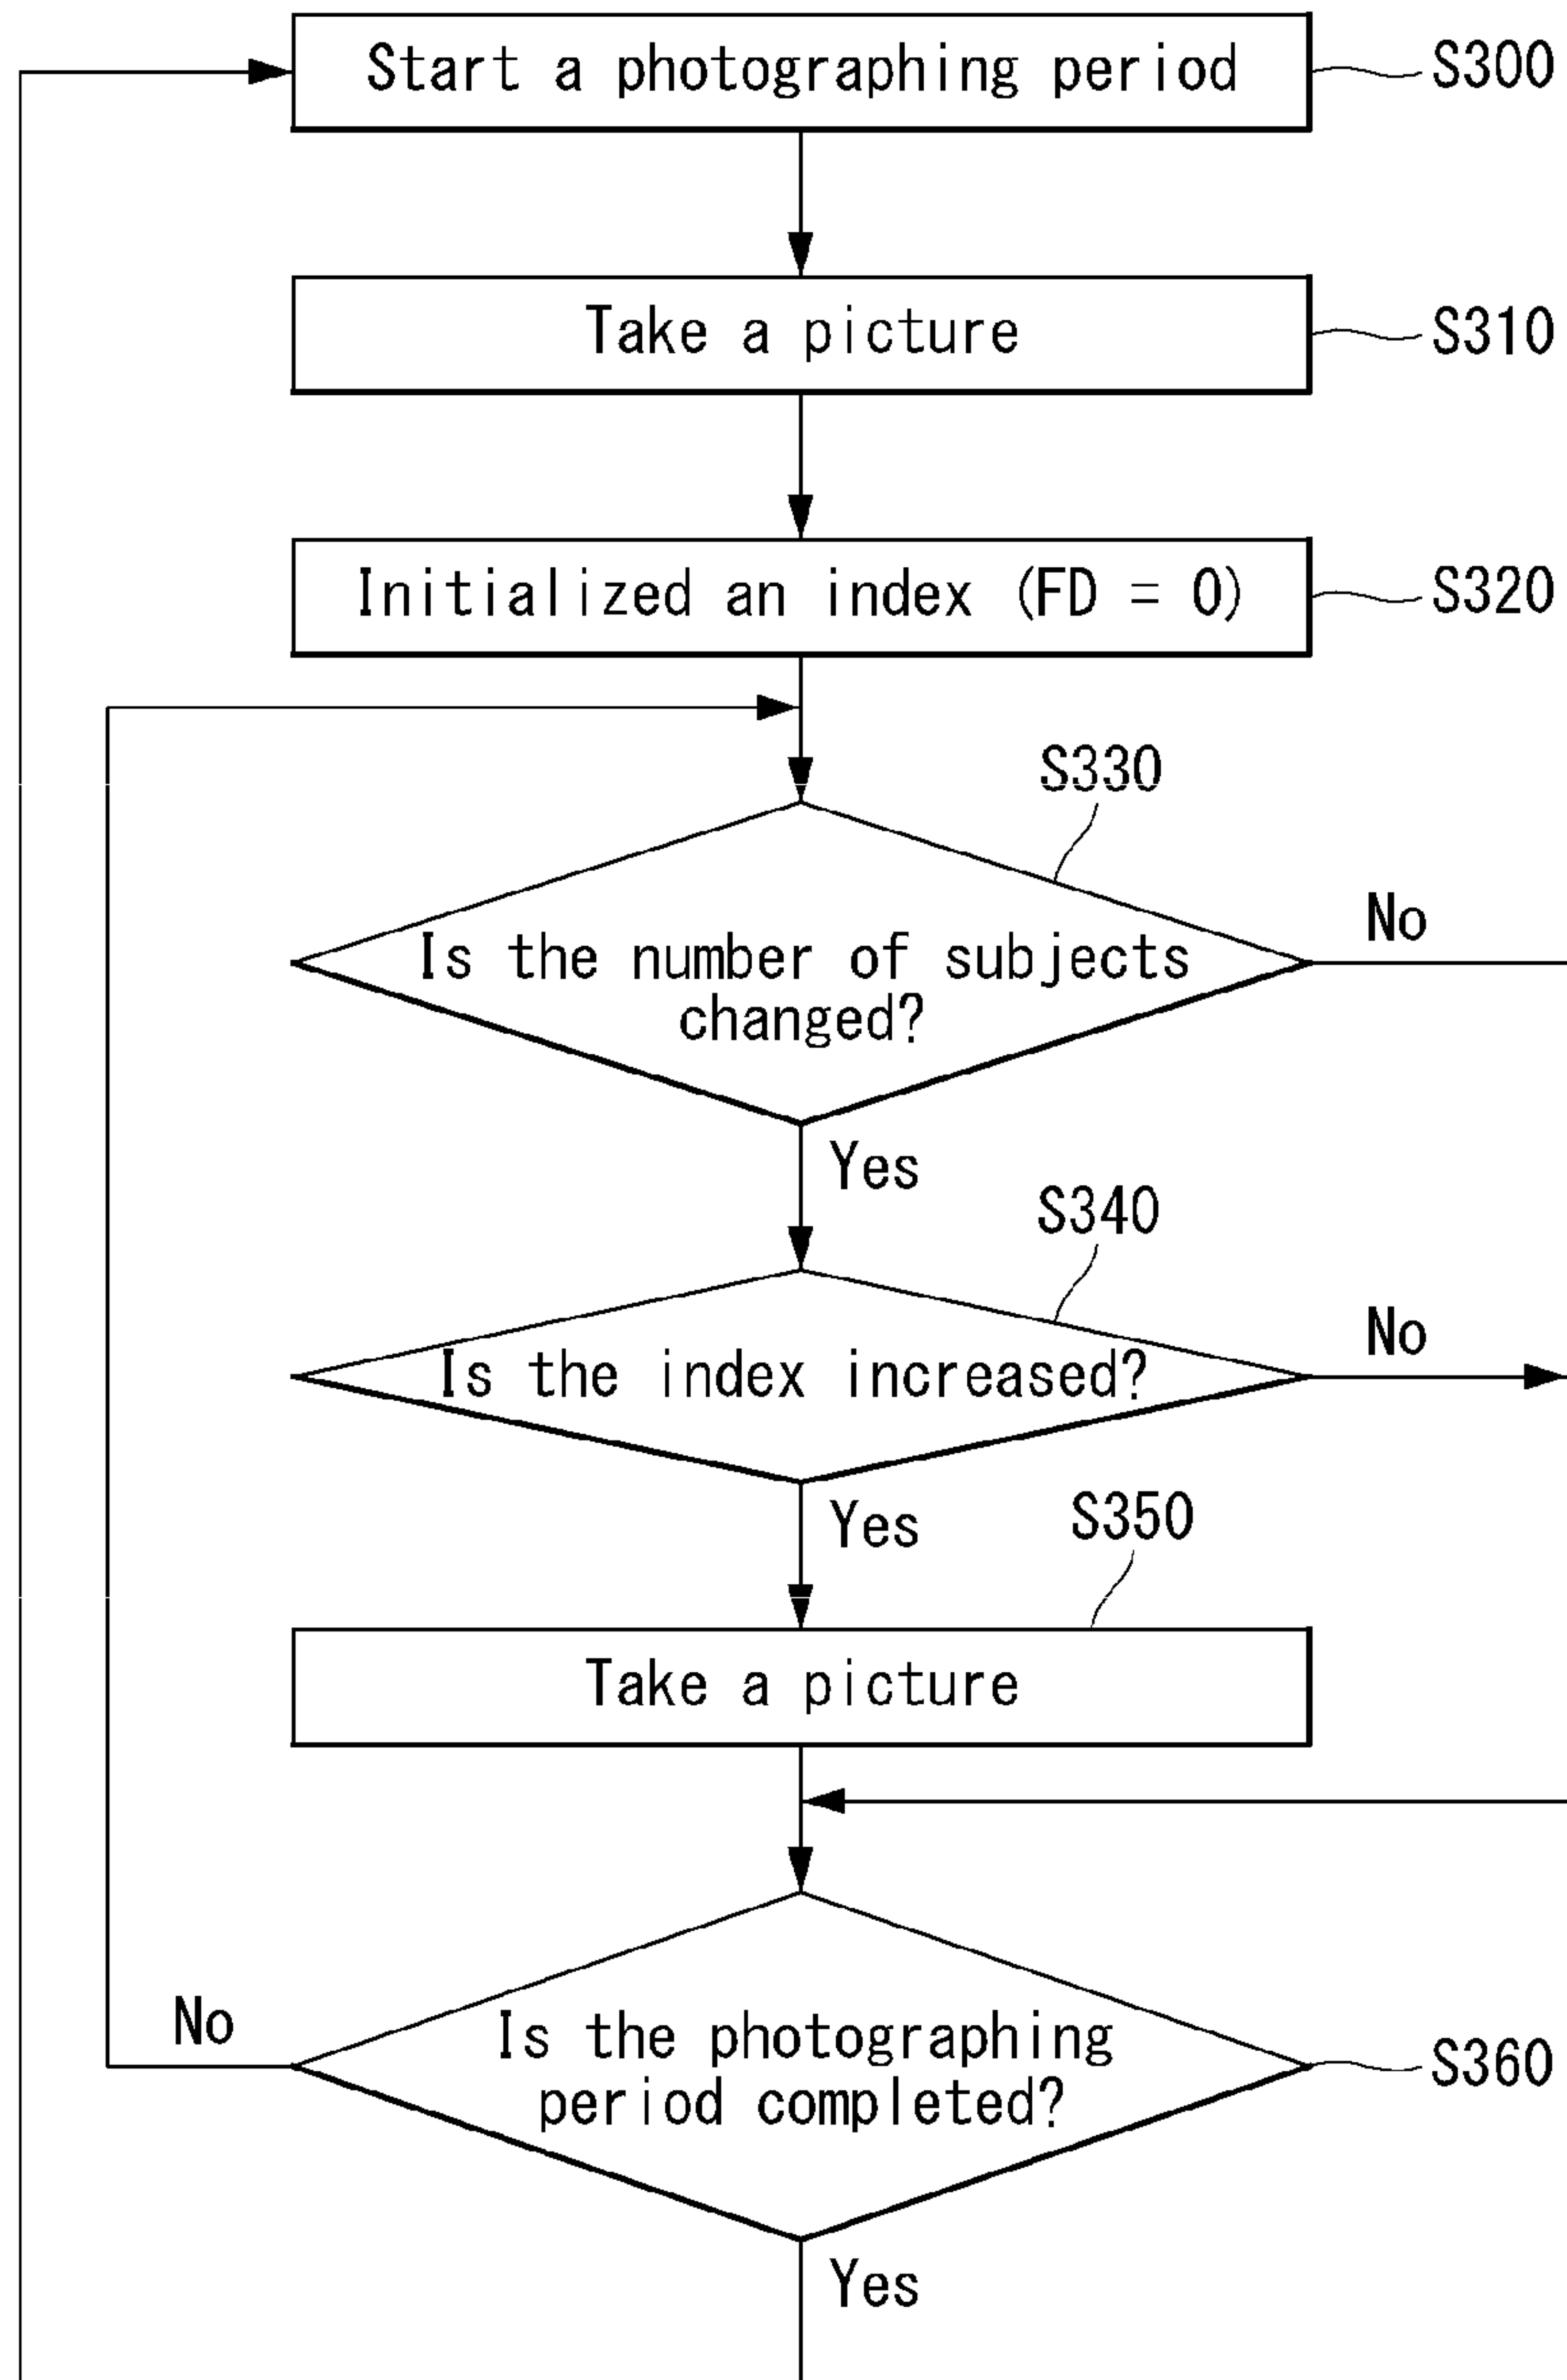 Start a photographing period
S300
Take a picture
S310
Initialized an index (FD = 0)
S320
S330
No
Is the number of subjects
changed?
Yes
S340
No
Is the index increased?
Yes
S350
Take a picture
No
Is the photographing
period completed?
S360
Yes